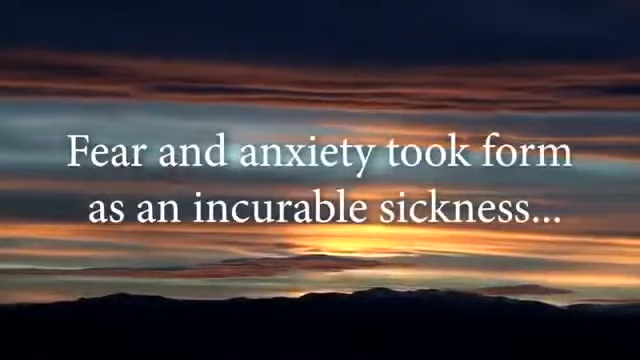 Fear and anxiety took form
as an incurable sickness...